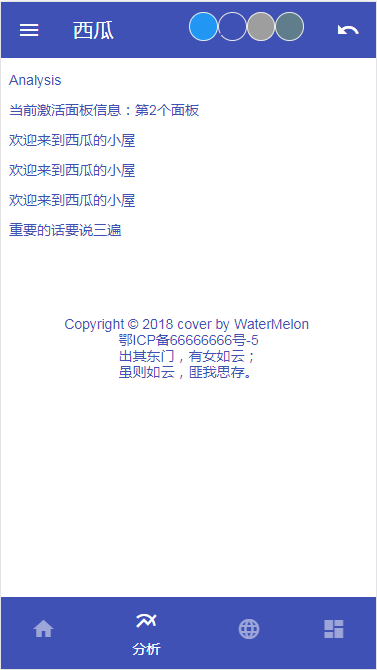 西瓜
Analysis
当前激活面板信息：第2个面板
欢迎来到西瓜的小屋
欢迎来到西瓜的小屋
欢迎来到西瓜的小屋
重要的话要说三遍
Copyright © 2018 cover by WaterMelon
鄂ICP备66666666号-5
出其东门，有女如云；
虽则如云，匪我思存。
分析